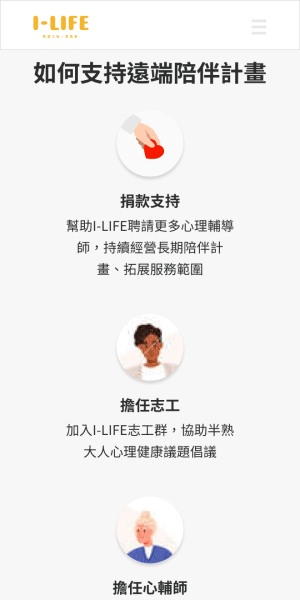 I-LIFE
如何支持遠端陪伴計畫
捐款支持
幫助I-LIFE聘請更多心理輔導
師，持續經營長期陪伴計
畫、拓展服務範圍
擔任志工
加入I-LIFE志工群，協助半熟
大人心理健康議題倡議
擔任心輔師